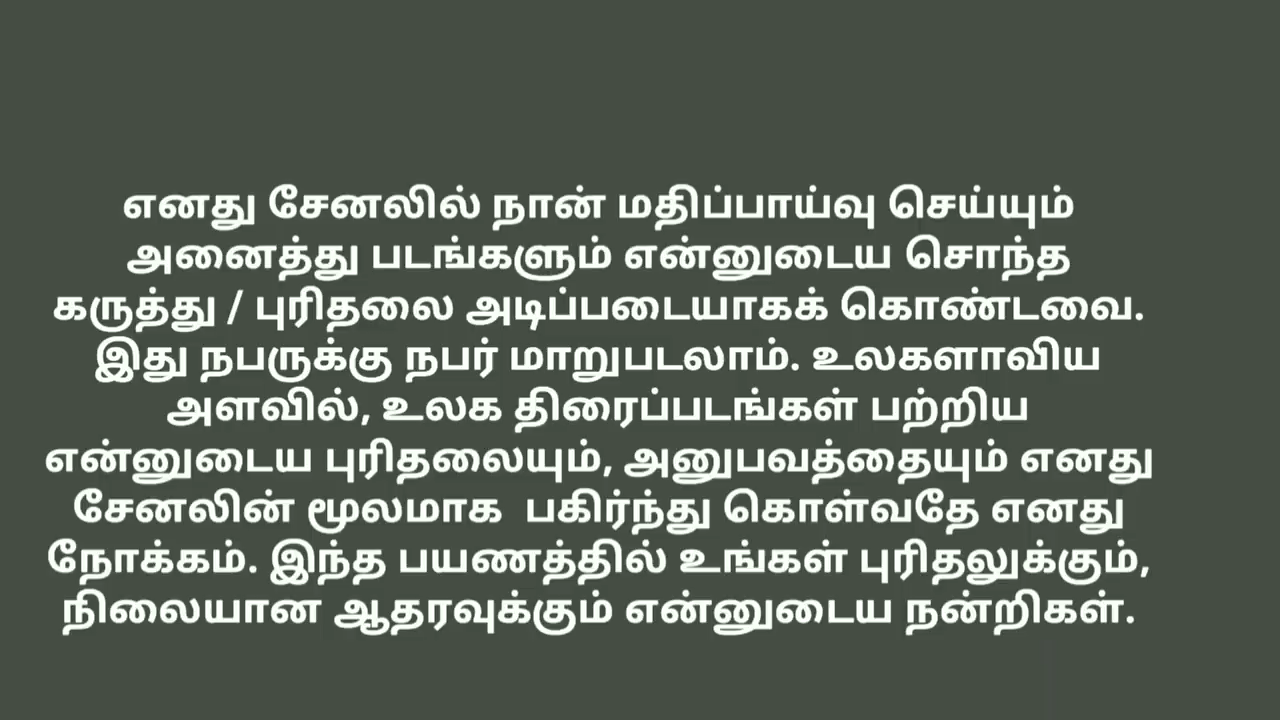 எனது சேனலில் நான் மதிப்பாய்வு செய்யும்
அனைத்து படங்களும் என்னுடைய சொந்த
கருத்து / புரிதலை அடிப்படையாகக் கொண்டவை.
இது நபருக்கு நபர் மாறுபடலாம். உலகளாவிய
அளவில், உலக திரைப்படங்கள் பற்றிய
என்னுடைய புரிதலையும், அனுபவத்தையும் எனது
சேனலின் மூலமாக  பகிர்ந்து கொள்வதே எனது
நோக்கம். இந்த பயணத்தில் உங்கள் புரிதலுக்கும்,
நிலையான ஆதரவுக்கும் என்னுடைய நன்றிகள்.